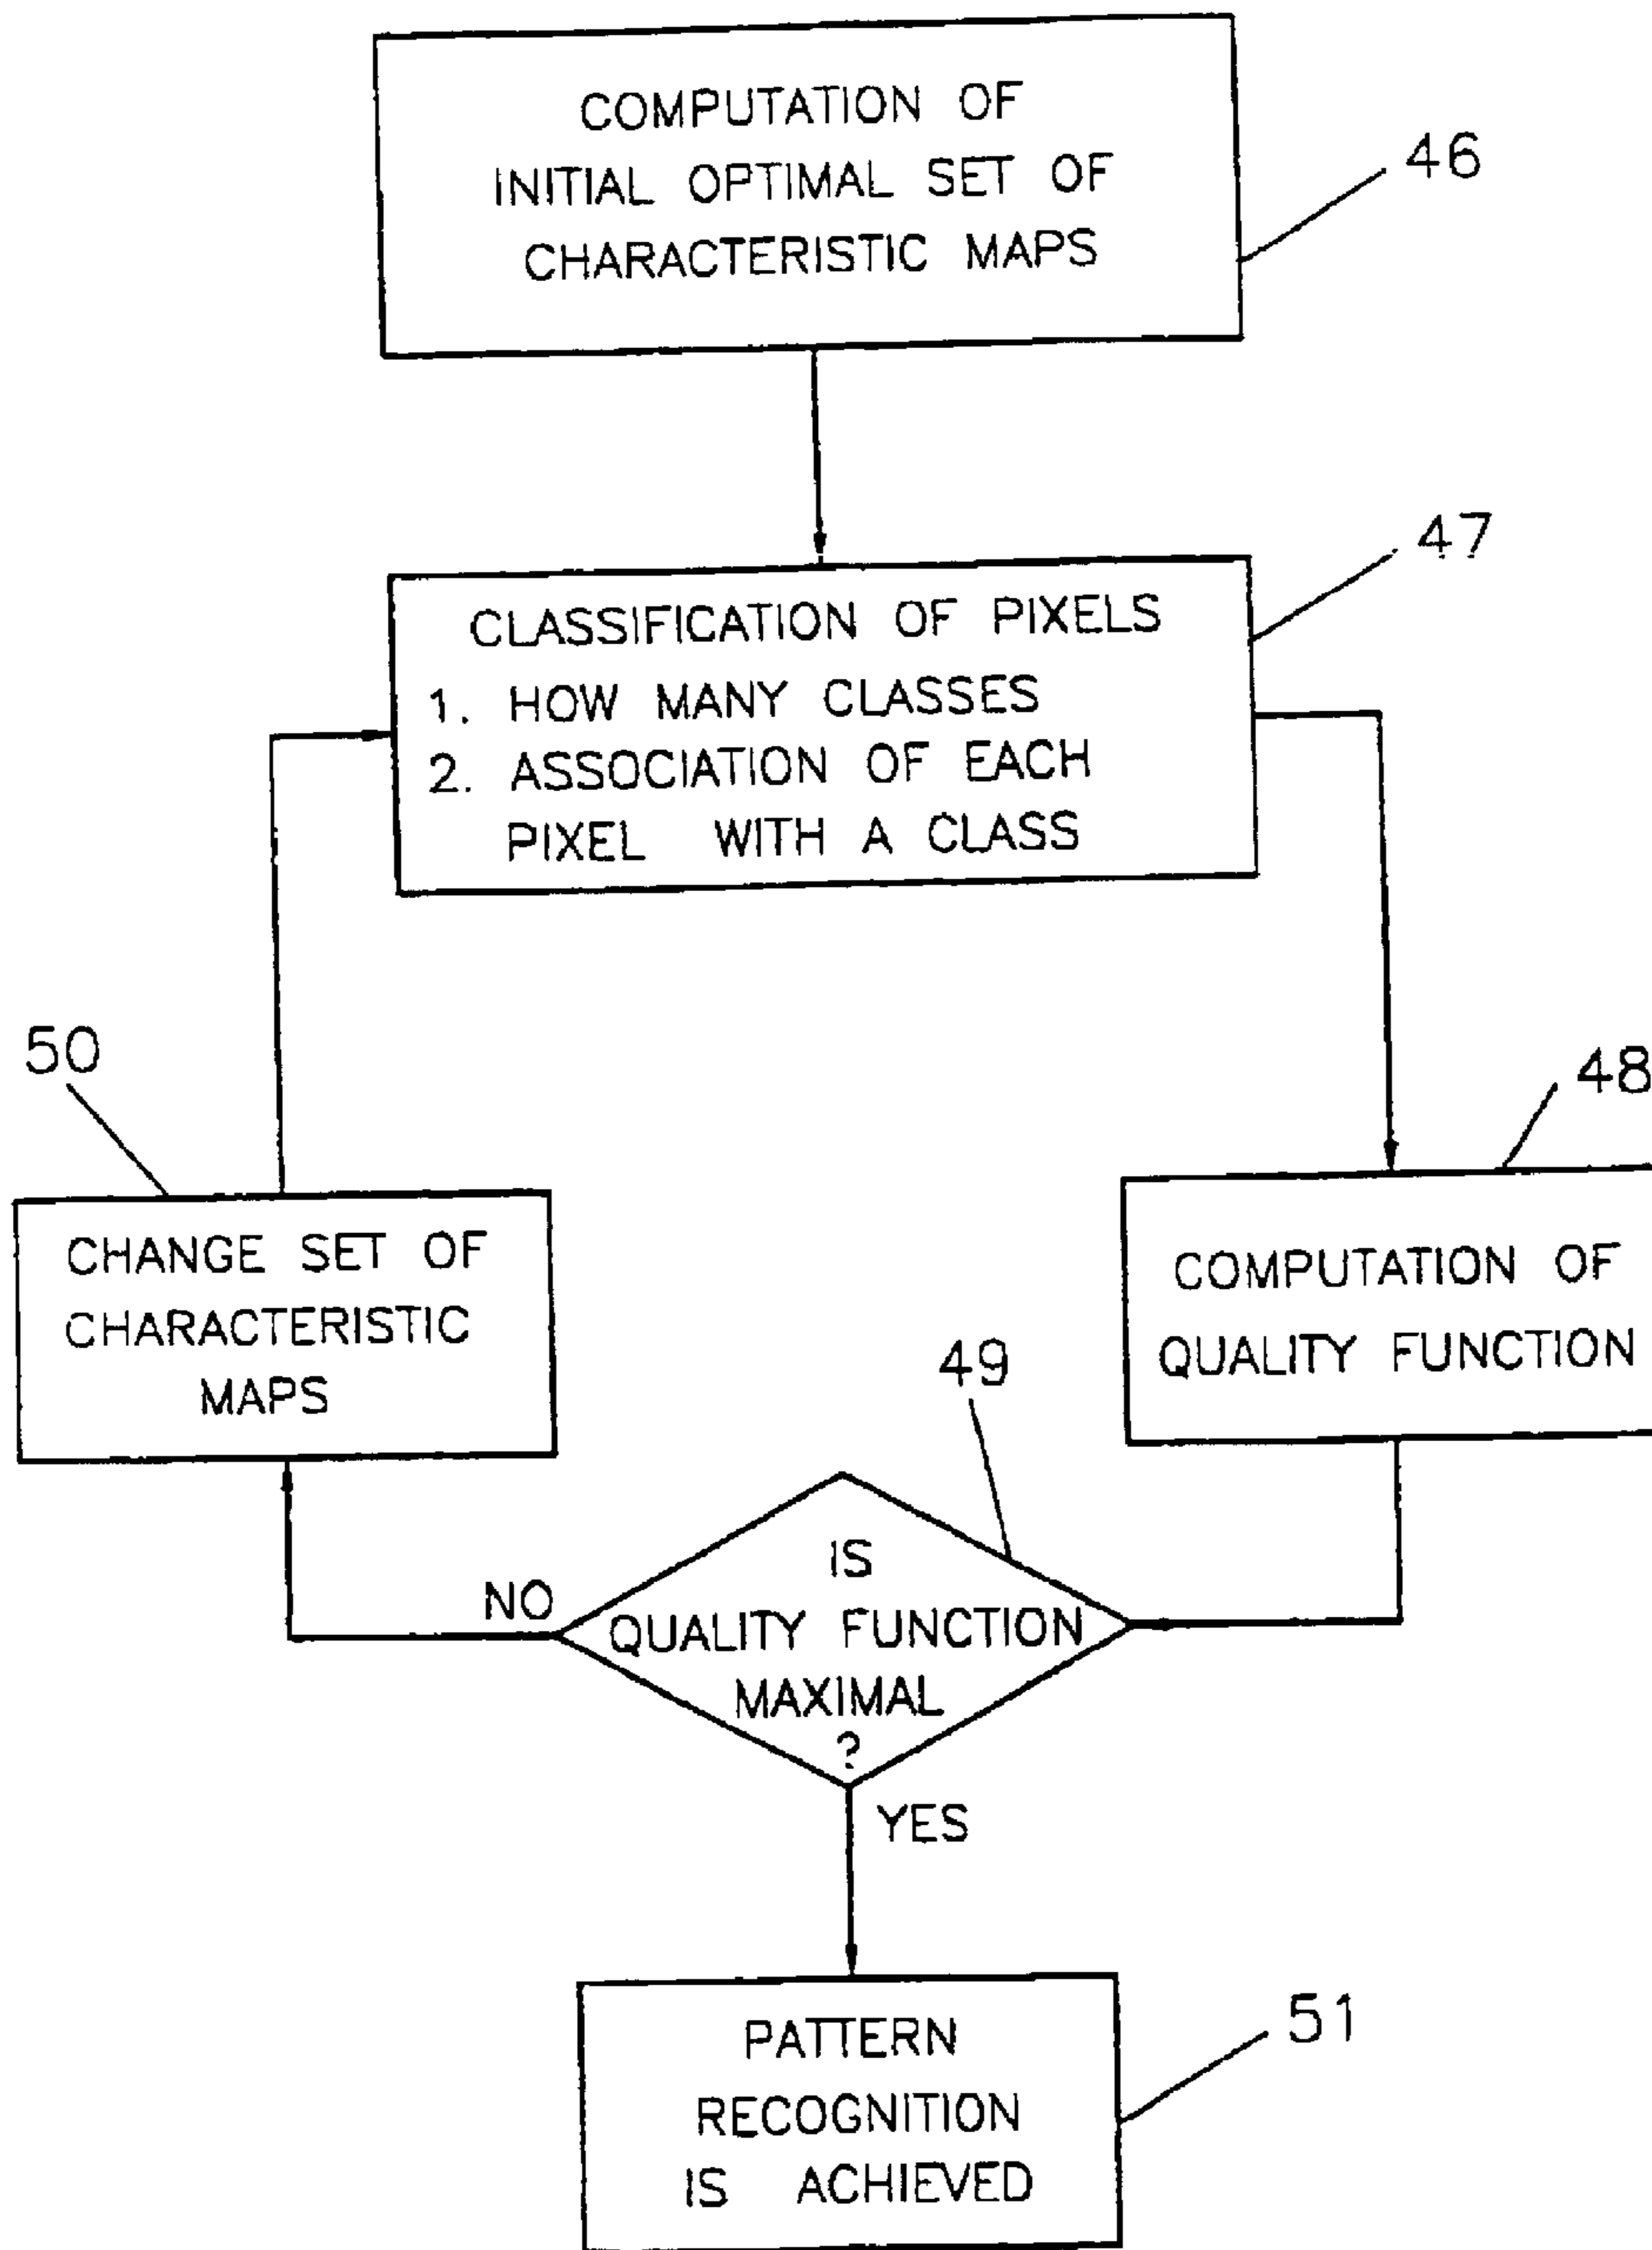 COMPUTATION OF
INITIAL OPTIMAL SET OF
CHARACTERISTIC MAPS
46
CLASSIFICATION OF PIXELS
1. HOW MANY CLASSES
2. ASSOCIATION OF EACH
PIXEL WITH A CLASS
47
50
CHANGE SET OF
CHARACTERISTIC
MAPS
48
COMPUTATION OF
QUALITY FUNCTION
49
IS
QUALITY FUNCTION
MAXIMAL
?
NO
YES
PATTERN
RECOGNITION
IS ACHIEVED
51